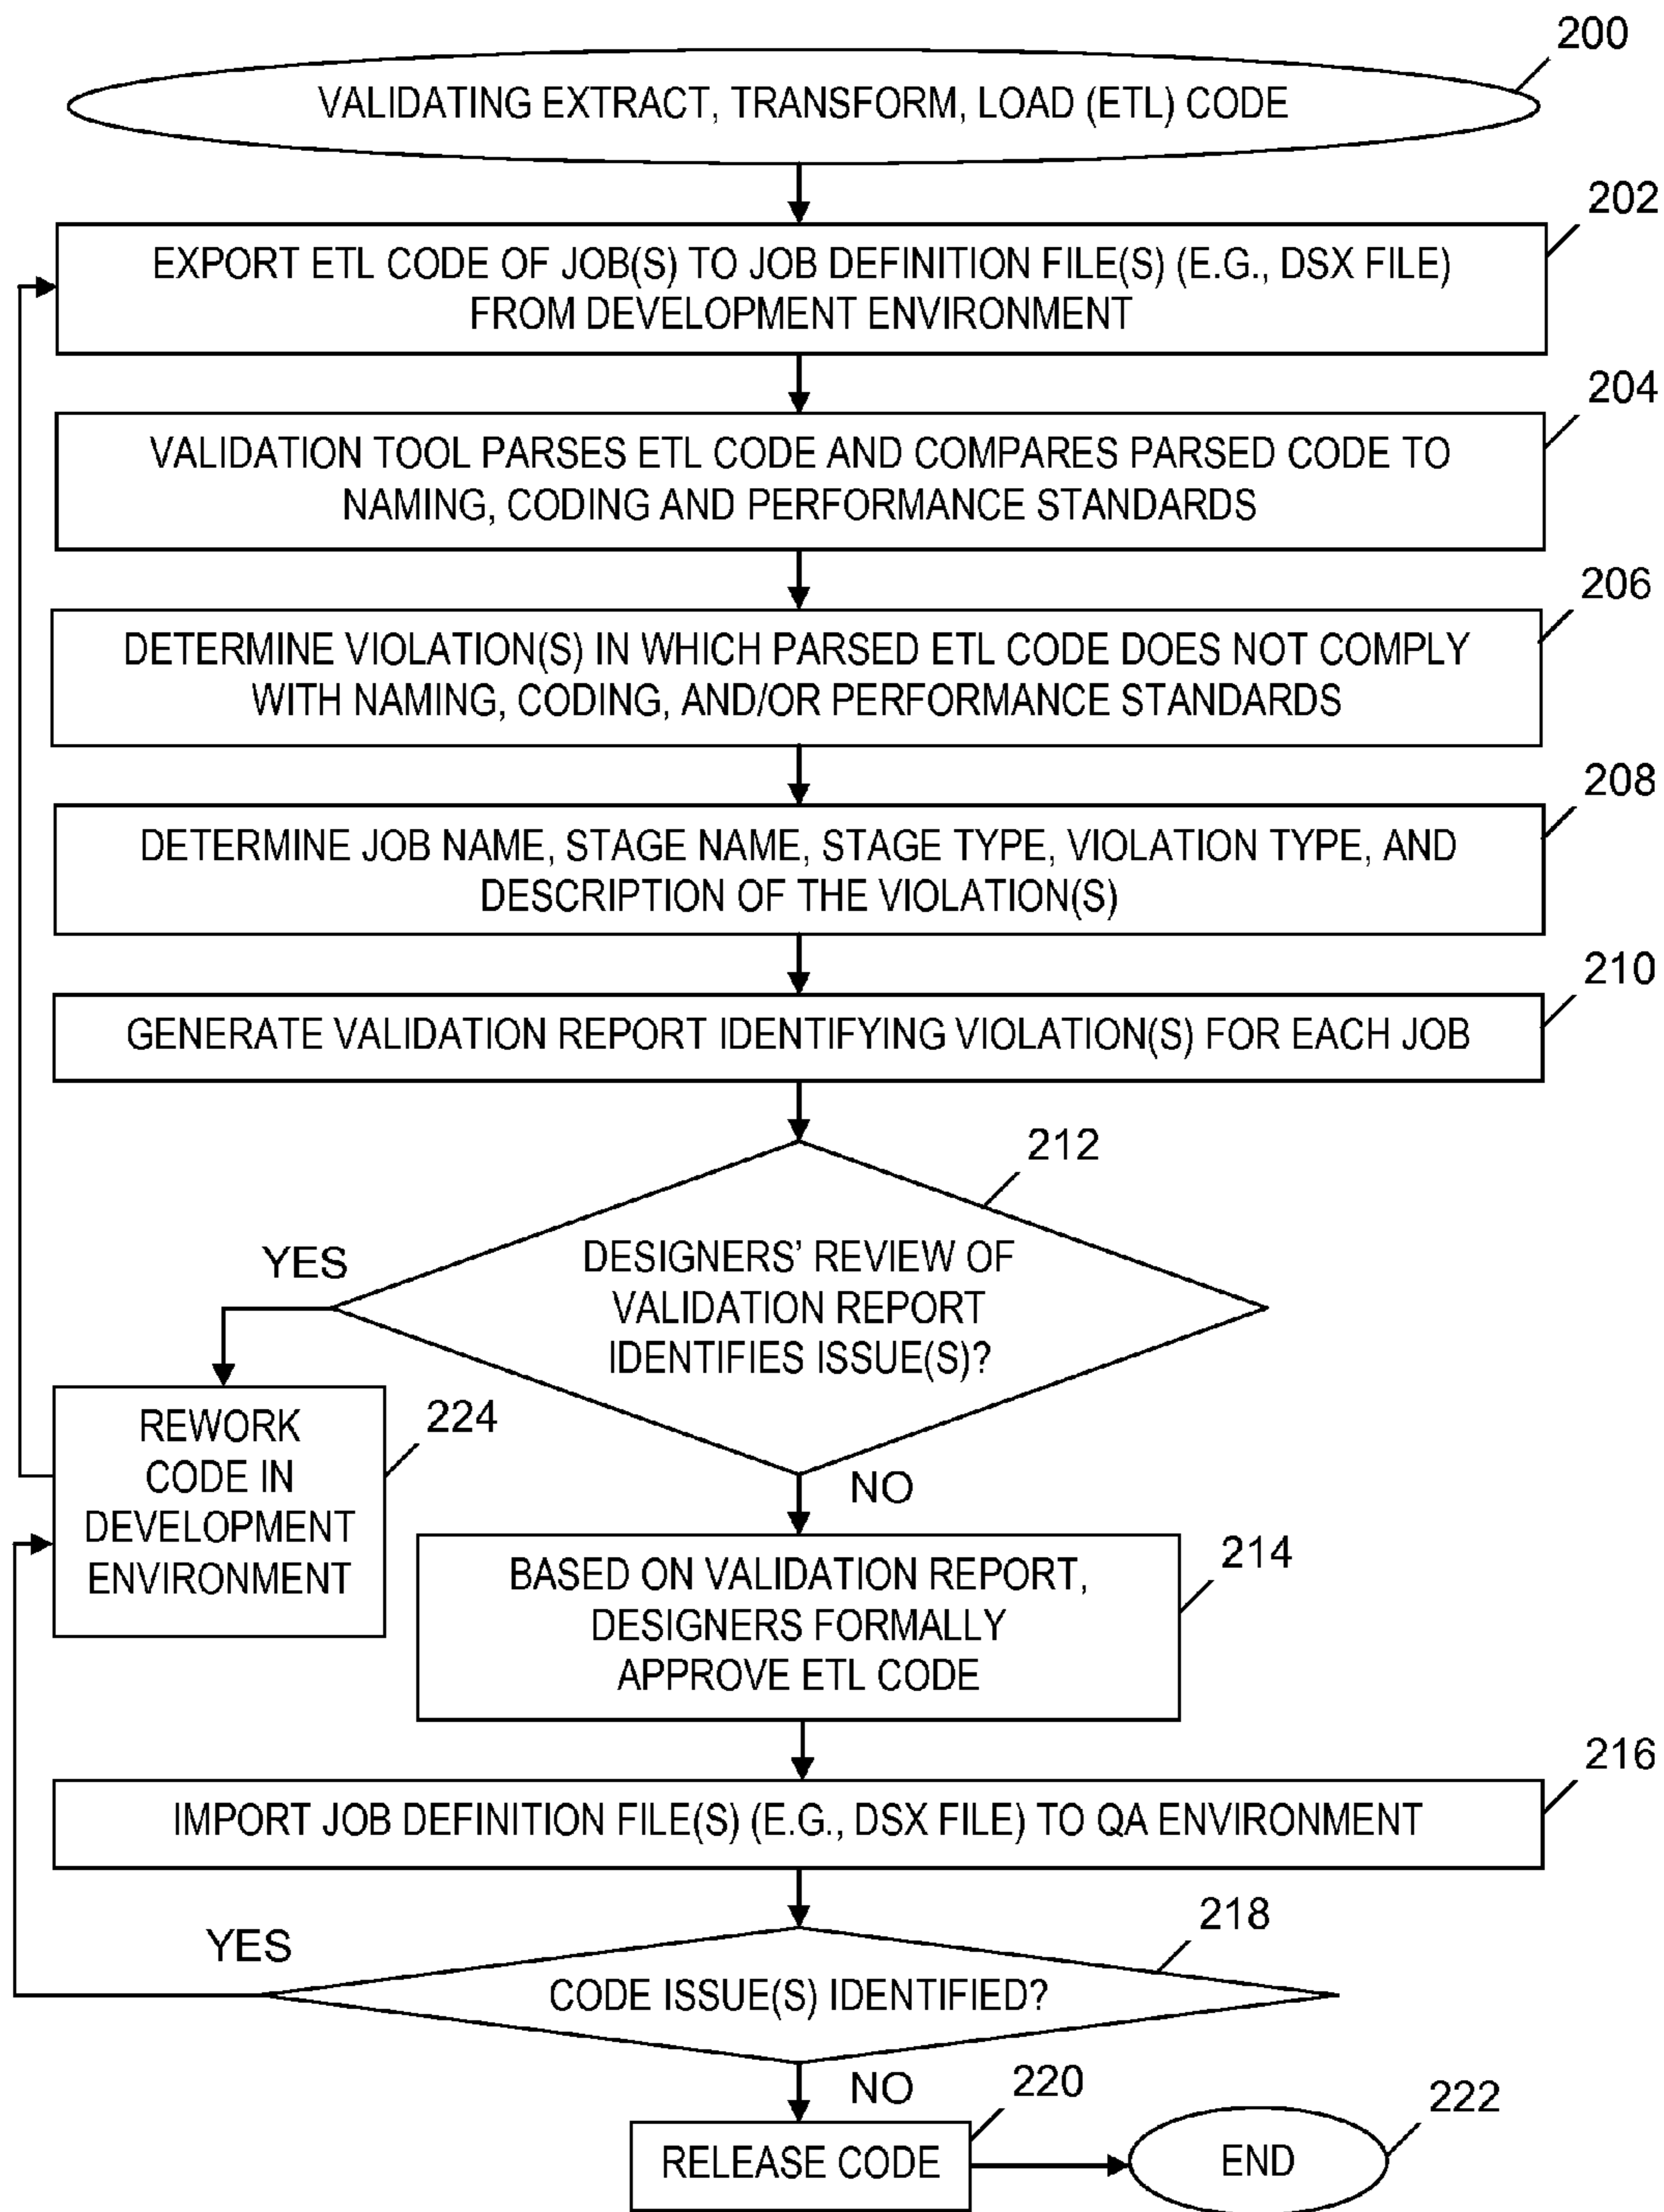 200
VALIDATING EXTRACT, TRANSFORM, LOAD (ETL) CODE
202
EXPORT ETL CODE OF JOB(S) TO JOB DEFINITION FILE(S) (E.G., DSX FILE)
FROM DEVELOPMENT ENVIRONMENT
204
VALIDATION TOOL PARSES ETL CODE AND COMPARES PARSED CODE TO
NAMING, CODING AND PERFORMANCE STANDARDS
206
DETERMINE VIOLATION(S) IN WHICH PARSED ETL CODE DOES NOT COMPLY
WITH NAMING, CODING, AND/OR PERFORMANCE STANDARDS
208
DETERMINE JOB NAME, STAGE NAME, STAGE TYPE, VIOLATION TYPE, AND
DESCRIPTION OF THE VIOLATION(S)
210
GENERATE VALIDATION REPORT IDENTIFYING VIOLATION(S) FOR EACH JOB
212
DESIGNERS’ REVIEW OF
VALIDATION REPORT
IDENTIFIES ISSUE(S)?
YES
REWORK
CODE IN
DEVELOPMENT
ENVIRONMENT
224
NO
BASED ON VALIDATION REPORT,
DESIGNERS FORMALLY
APPROVE ETL CODE
214
216
IMPORT JOB DEFINITION FILE(S) (E.G., DSX FILE) TO QA ENVIRONMENT
218
YES
CODE ISSUE(S) IDENTIFIED?
NO
220
RELEASE CODE
222
END